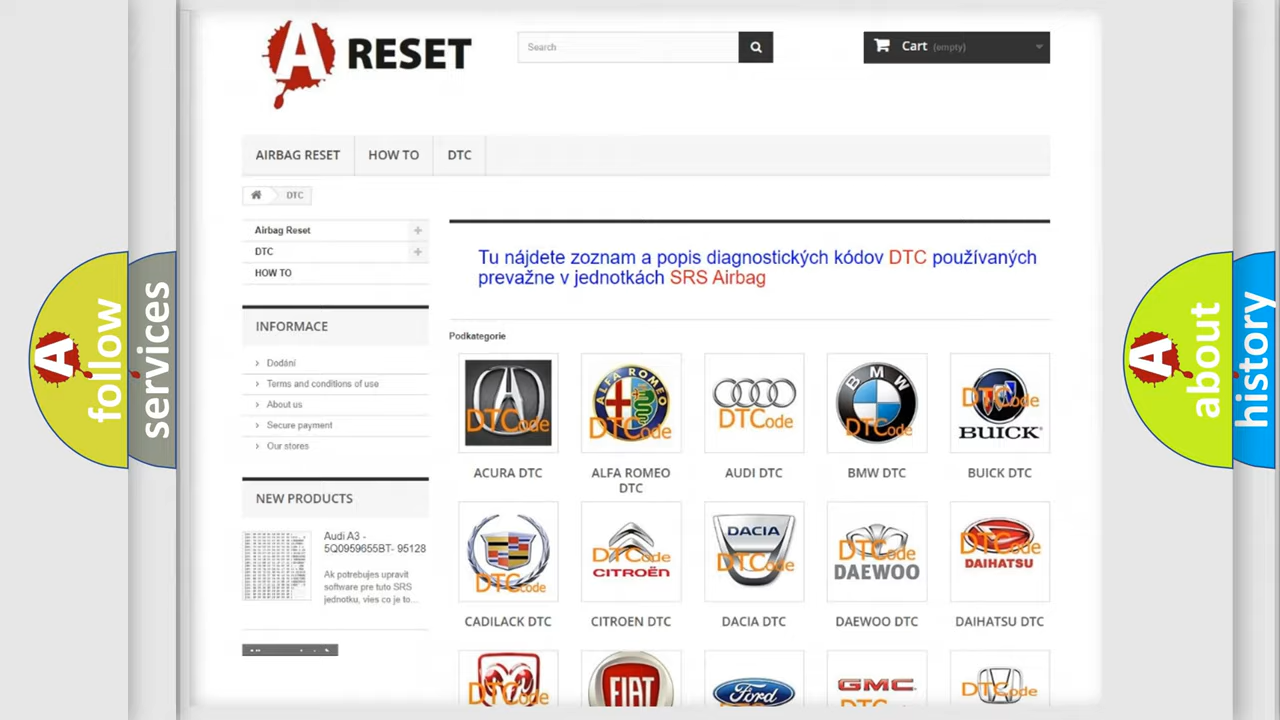 A RESET
Search
Cart (empty)
AIRBAG RESET
HOW TO
DTC
DTC
Airbag Reset
DTC
HOW TO
INFORMACE
Dodání
Terms and conditions of use
About us
Secure payment
Our stores
NEW PRODUCTS
Audi A3 -
5Q0959655BT- 95128
Ak potrebujes upravit
software pre tuto SRS
jednotku, vies co je to...
Tu nájdete zoznam a popis diagnostických kódov DTC používaných
prevažne v jednotkách SRS Airbag
Podkategorie
DTCode
ALFA ROMEO
DTCode
DTCode
BMW
DTCode
DTCode
BUICK
ACURA DTC
ALFA ROMEO
DTC
AUDI DTC
BMW DTC
BUICK DTC
DTCode
DTCode
CITROËN
DACIA
DTCode
DTCode
DAEWOO
DTCode
DAIHATSU
CADILACK DTC
CITROEN DTC
DACIA DTC
DAEWOO DTC
DAIHATSU DTC
DTCode
FIAT
Ford
GMC
DTCode
A follow
services
A about
history